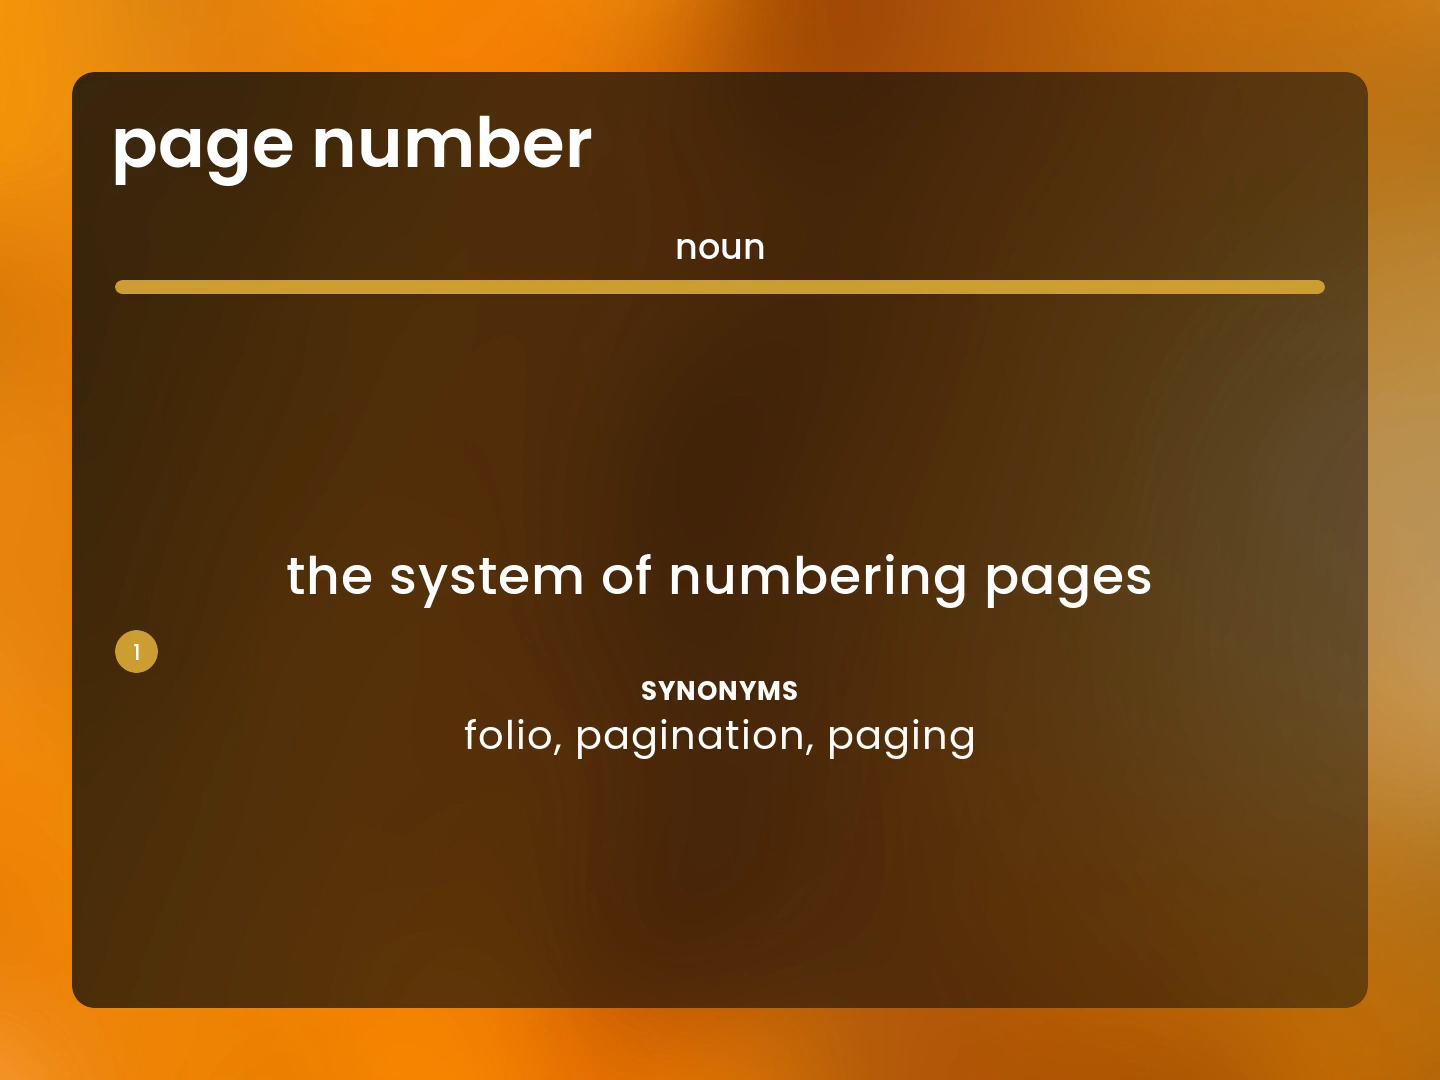 page number
noun
the system of numbering pages
1
SYNONYMS
folio, pagination, paging